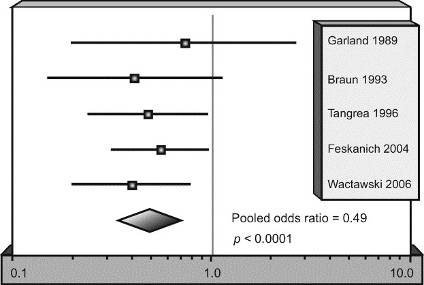 Garland 1989
Braun 1993
Tangrea 1996
Feskanich 2004
Wactawski 2006
Pooled odds ratio = 0.49
p < 0.0001
0.1 1.0 10.0